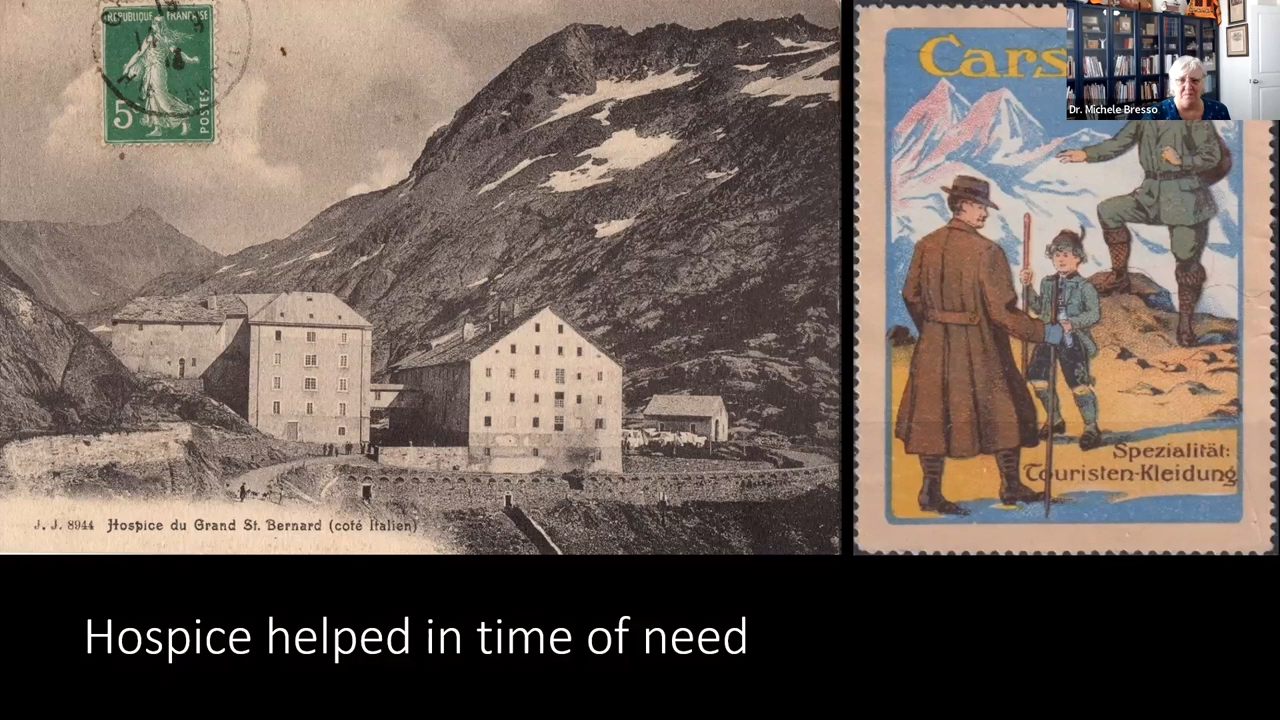 REPUBLIQUE FRANÇAISE
5c
POSTES
J. J. 8944 Hospice du Grand St. Bernard (coté Italien)
Cars
Spezialität:
Touristen-Kleidung
Dr. Michele Bresso
Hospice helped in time of need